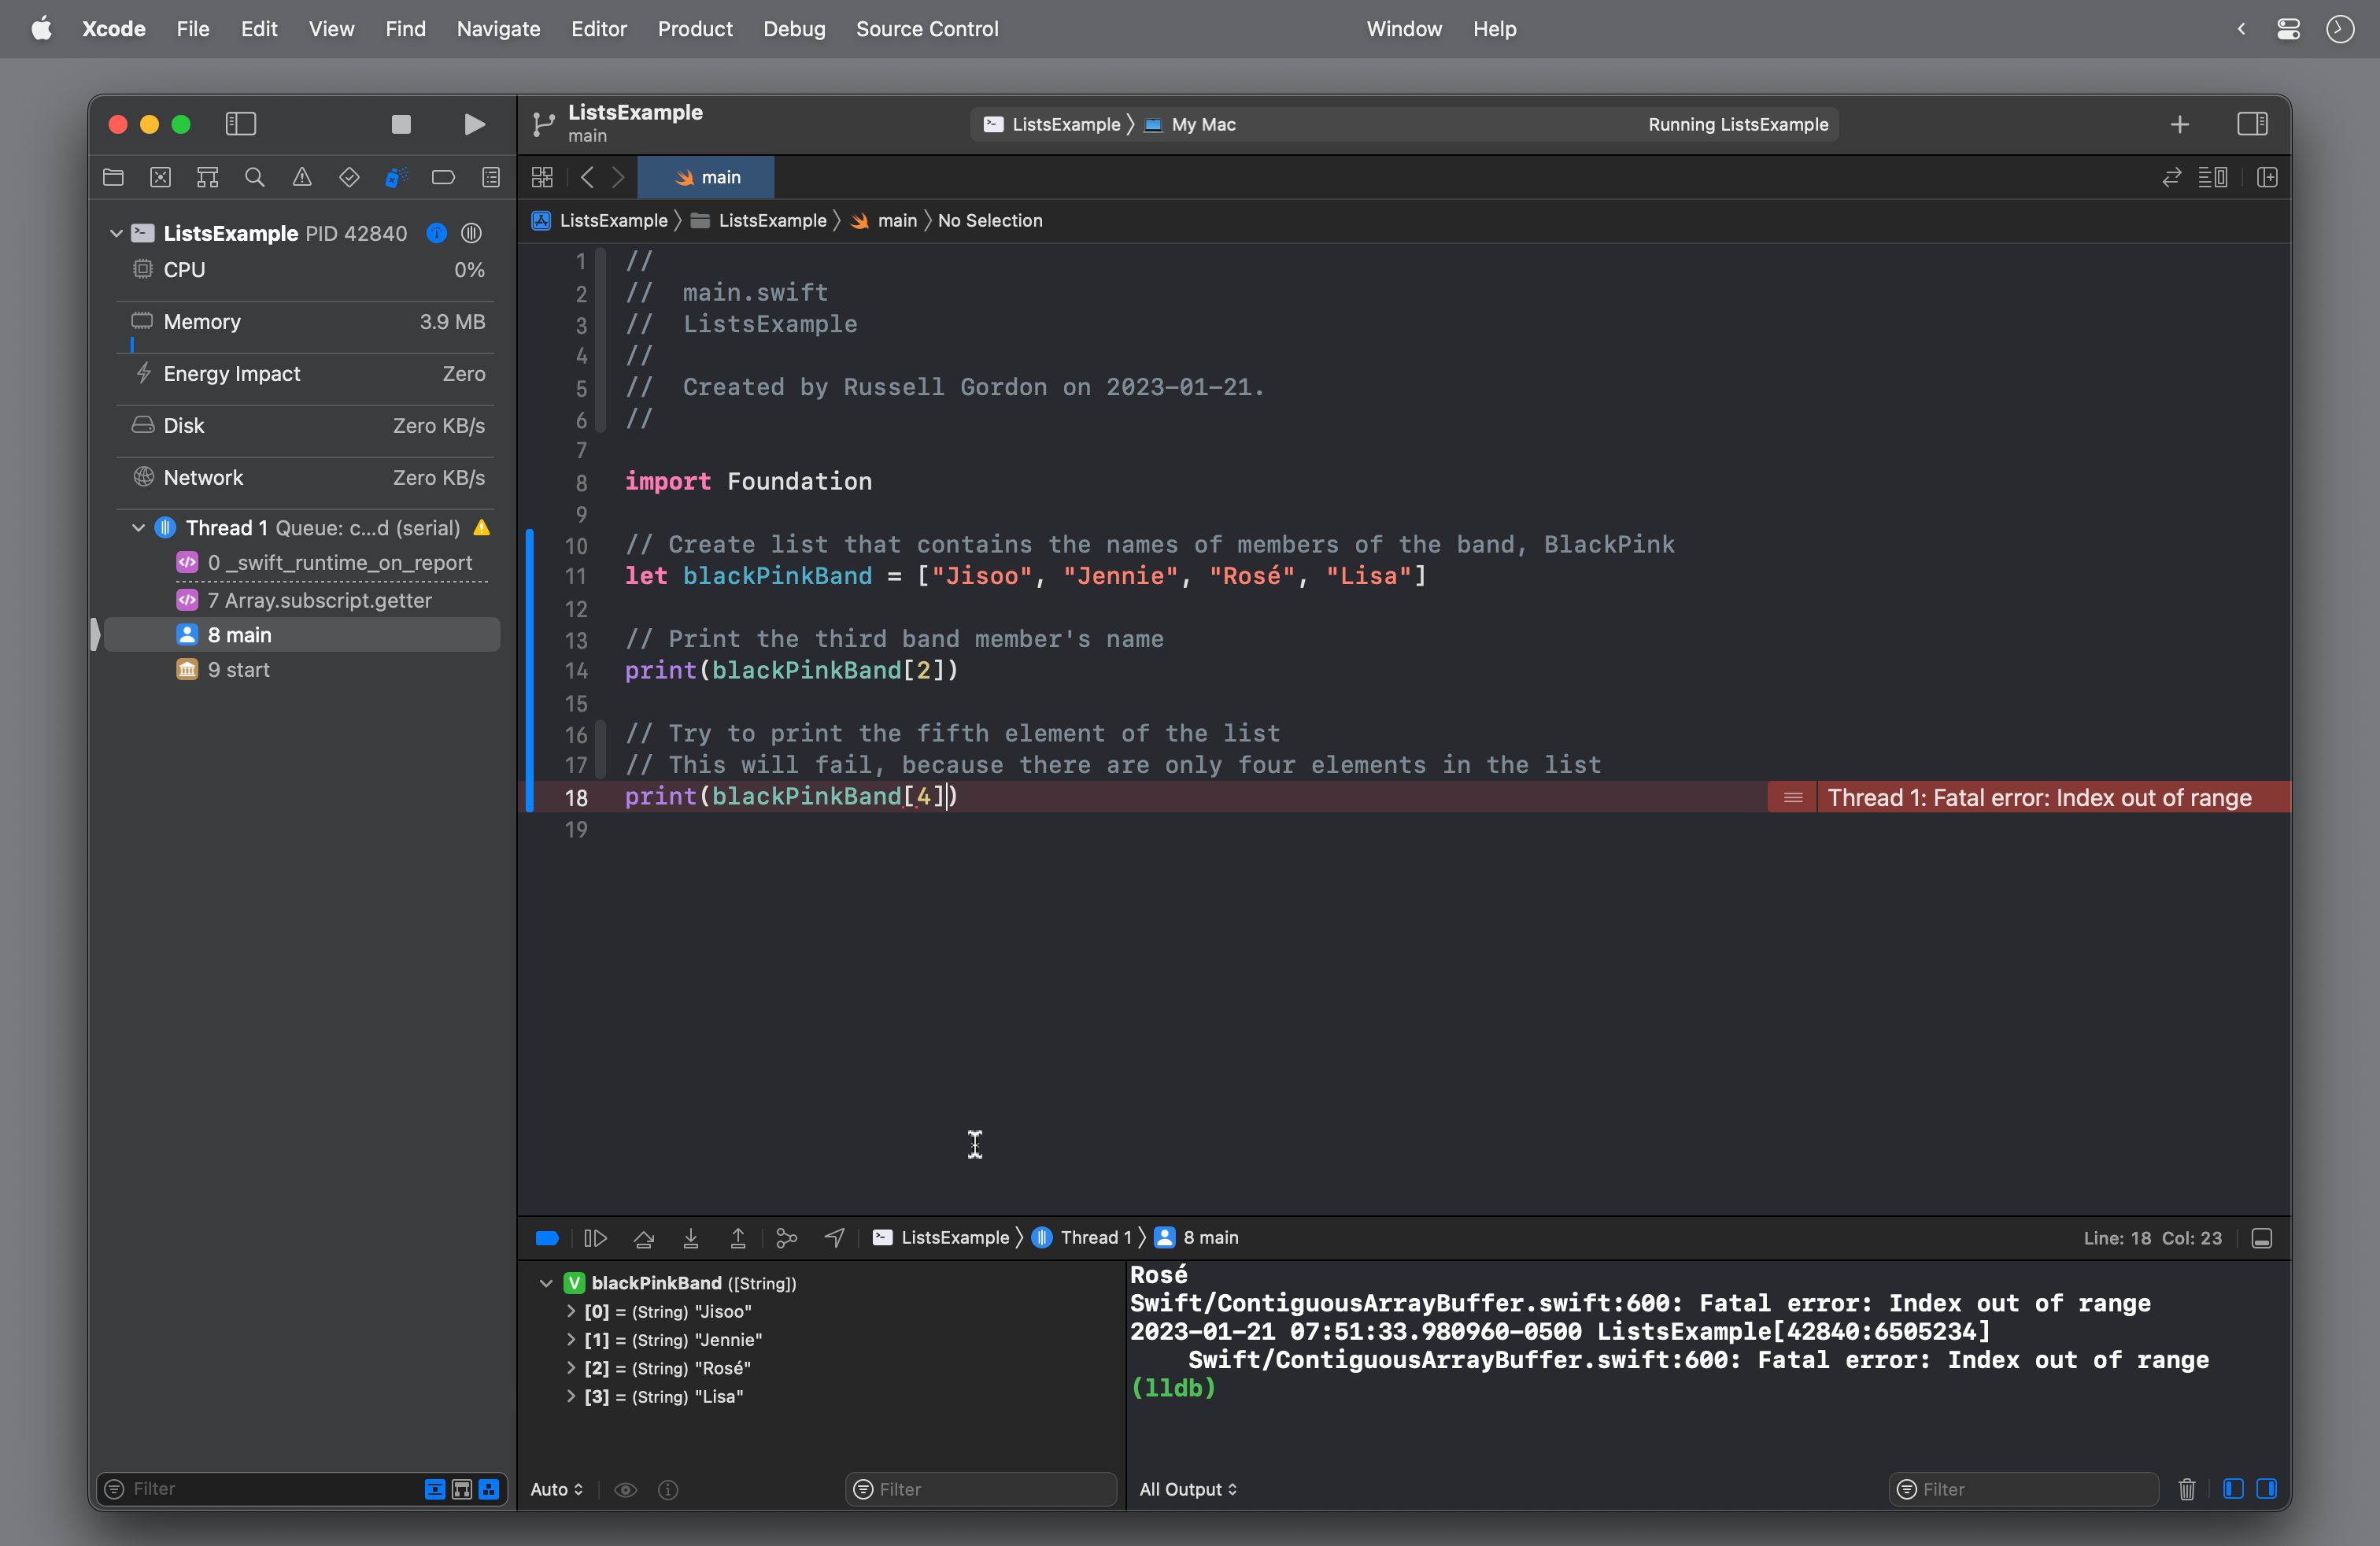 Xcode File Edit View Find Navigate Editor Product Debug Source Control Window Help
ListsExample
main
ListsExample My Mac
Running ListsExample
main
ListsExample ListsExample main No Selection
ListsExample PID 42840
CPU 0%
Memory 3.9 MB
Energy Impact Zero
Disk Zero KB/s
Network Zero KB/s
Thread 1 Queue: c...d (serial)
0 _swift_runtime_on_report
7 Array.subscript.getter
8 main
9 start
Filter
1 //
2 //  main.swift
3 //  ListsExample
4 //
5 //  Created by Russell Gordon on 2023-01-21.
6 //
7
8 import Foundation
9
10 // Create list that contains the names of members of the band, BlackPink
11 let blackPinkBand = ["Jisoo", "Jennie", "Rosé", "Lisa"]
12
13 // Print the third band member's name
14 print(blackPinkBand[2])
15
16 // Try to print the fifth element of the list
17 // This will fail, because there are only four elements in the list
18 print(blackPinkBand[4]) Thread 1: Fatal error: Index out of range
19
ListsExample Thread 1 8 main
Line: 18 Col: 23
V blackPinkBand ([String])
[0] = (String) "Jisoo"
[1] = (String) "Jennie"
[2] = (String) "Rosé"
[3] = (String) "Lisa"
Auto Filter
Rosé
Swift/ContiguousArrayBuffer.swift:600: Fatal error: Index out of range
2023-01-21 07:51:33.980960-0500 ListsExample[42840:6505234]
Swift/ContiguousArrayBuffer.swift:600: Fatal error: Index out of range
(lldb)
All Output Filter